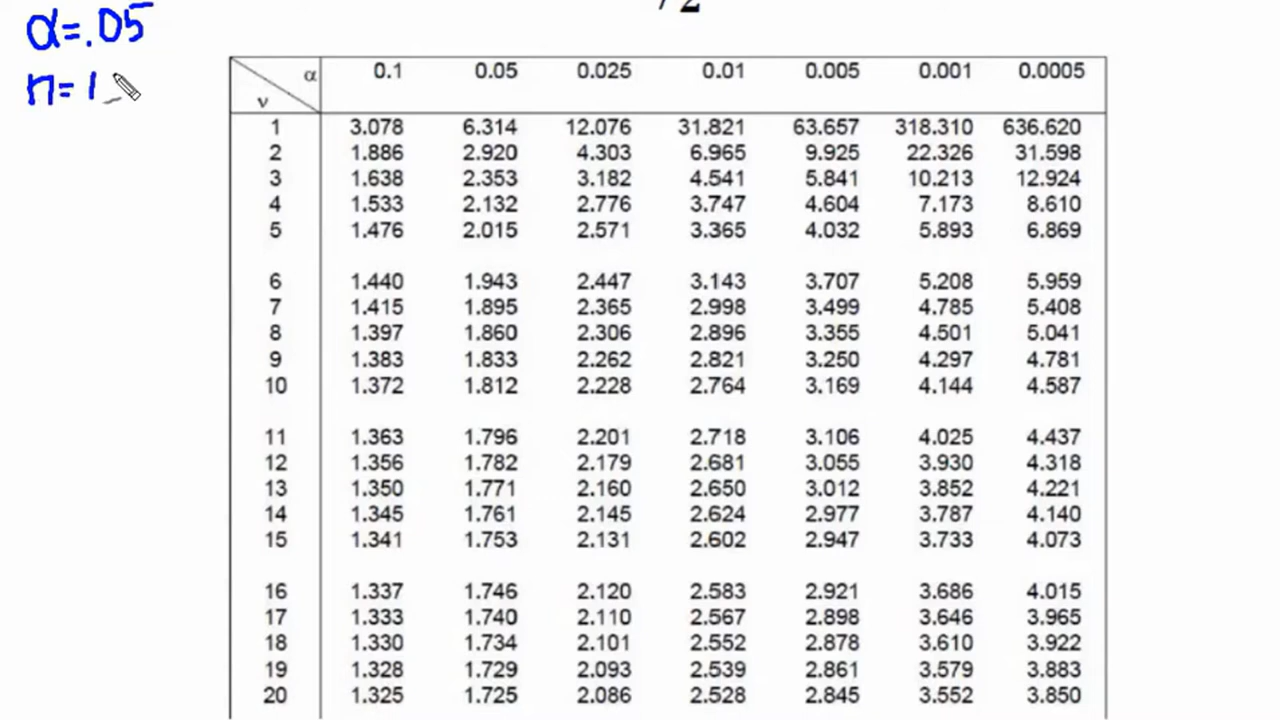 / 2
α=.05
n=1
α 0.1 0.05 0.025 0.01 0.005 0.001 0.0005
ν
1 3.078 6.314 12.076 31.821 63.657 318.310 636.620
2 1.886 2.920 4.303 6.965 9.925 22.326 31.598
3 1.638 2.353 3.182 4.541 5.841 10.213 12.924
4 1.533 2.132 2.776 3.747 4.604 7.173 8.610
5 1.476 2.015 2.571 3.365 4.032 5.893 6.869
6 1.440 1.943 2.447 3.143 3.707 5.208 5.959
7 1.415 1.895 2.365 2.998 3.499 4.785 5.408
8 1.397 1.860 2.306 2.896 3.355 4.501 5.041
9 1.383 1.833 2.262 2.821 3.250 4.297 4.781
10 1.372 1.812 2.228 2.764 3.169 4.144 4.587
11 1.363 1.796 2.201 2.718 3.106 4.025 4.437
12 1.356 1.782 2.179 2.681 3.055 3.930 4.318
13 1.350 1.771 2.160 2.650 3.012 3.852 4.221
14 1.345 1.761 2.145 2.624 2.977 3.787 4.140
15 1.341 1.753 2.131 2.602 2.947 3.733 4.073
16 1.337 1.746 2.120 2.583 2.921 3.686 4.015
17 1.333 1.740 2.110 2.567 2.898 3.646 3.965
18 1.330 1.734 2.101 2.552 2.878 3.610 3.922
19 1.328 1.729 2.093 2.539 2.861 3.579 3.883
20 1.325 1.725 2.086 2.528 2.845 3.552 3.850